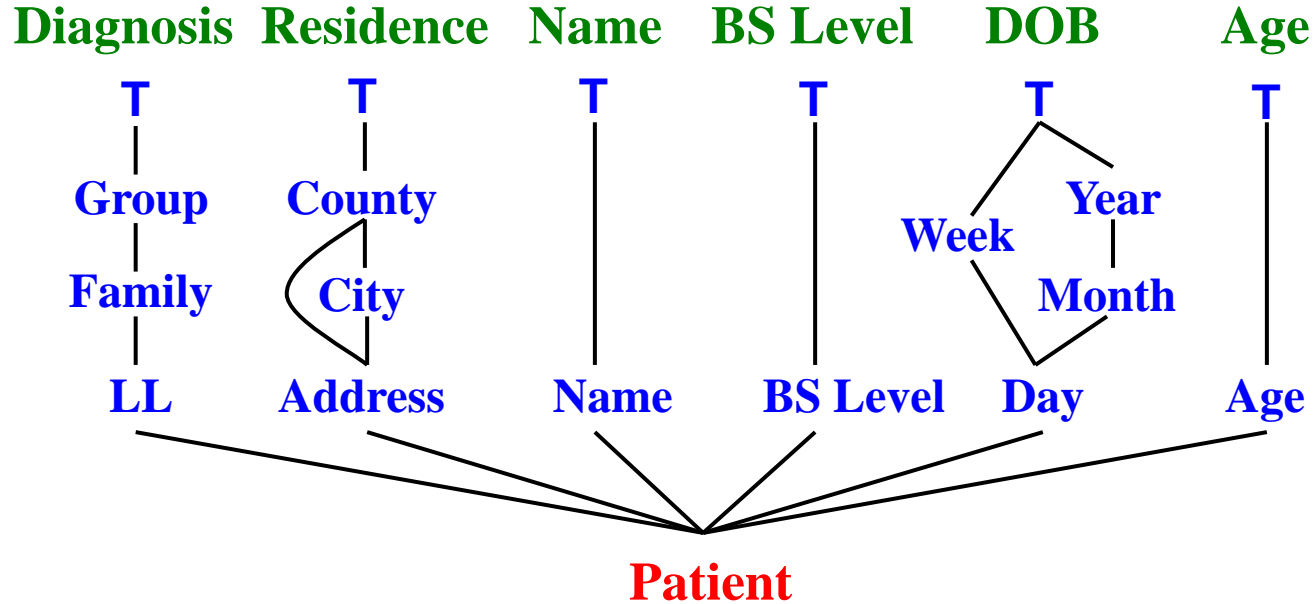 Diagnosis Residence Name BS Level DOB Age
T T T T T T
Group County Year
Week
Family City Month
LL Address Name BS Level Day Age
Patient